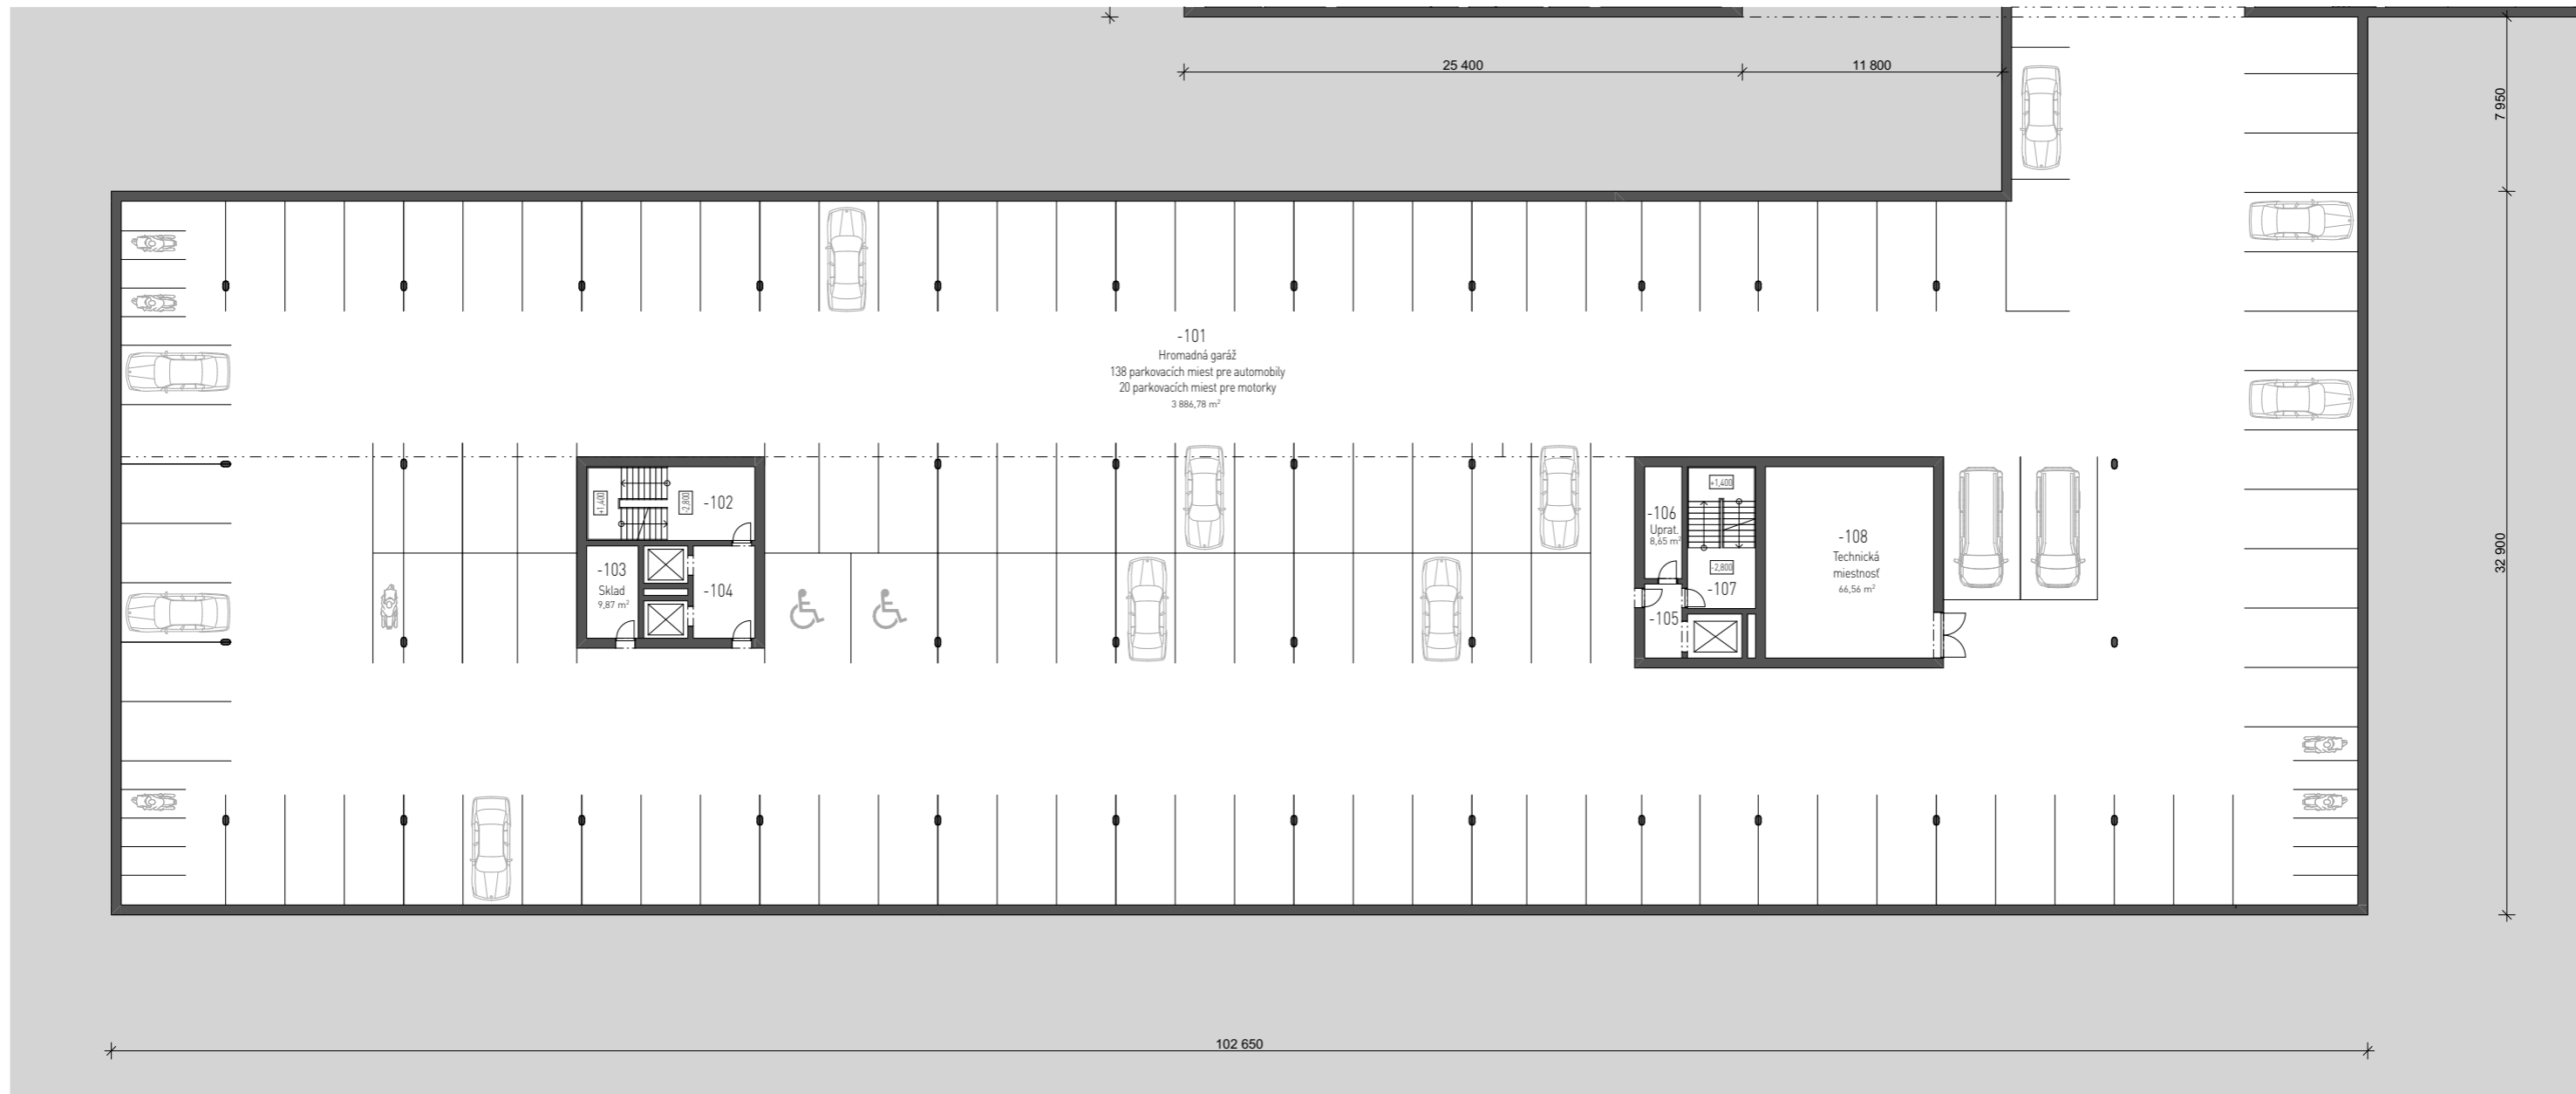 25 400
11 800
7 950
-101
Hromadná garáž
138 parkovacích miest pre automobily
20 parkovacích miest pre motorky
3 886,78 m²
+1,400
-2,800
-102
-103
Sklad
9,87 m²
-104
-106
Uprat.
8,65 m²
+1,400
-2,800
-107
-105
-108
Technická
miestnosť
66,56 m²
32 900
102 650